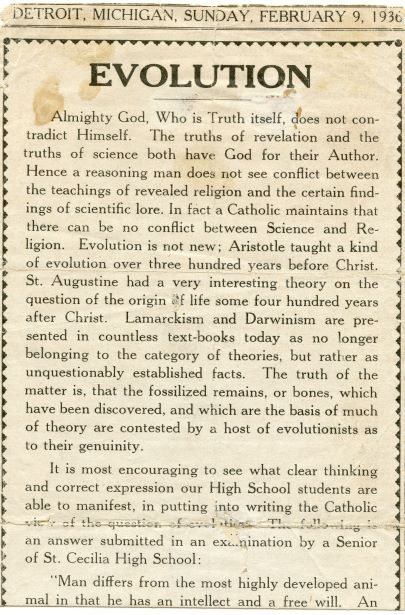 DETROIT, MICHIGAN, SUNDAY, FEBRUARY 9, 1936
EVOLUTION
Almighty God, Who is Truth itself, does not con-
tradict Himself. The truths of revelation and the
truths of science both have God for their Author.
Hence a reasoning man does not see conflict between
the teachings of revealed religion and the certain find-
ings of scientific lore. In fact a Catholic maintains that
there can be no conflict between Science and Re-
ligion. Evolution is not new; Aristotle taught a kind
of evolution over three hundred years before Christ.
St. Augustine had a very interesting theory on the
question of the origin of life some four hundred years
after Christ. Lamarckism and Darwinism are pre-
sented in countless text-books today as no longer
belonging to the category of theories, but rather as
unquestionably established facts. The truth of the
matter is, that the fossilized remains, or bones, which
have been discovered, and which are the basis of much
of theory are contested by a host of evolutionists as
to their genuinity.
It is most encouraging to see what clear thinking
and correct expression our High School students are
able to manifest, in putting into writing the Catholic
view of the question of evolution. The following is
an answer submitted in an examination by a Senior
of St. Cecilia High School:
"Man differs from the most highly developed ani-
mal in that he has an intellect and a free will. An